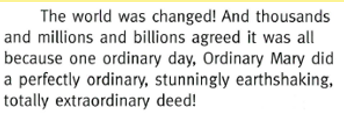 The world was changed! And thousands
and millions and billions agreed it was all
because one ordinary day, Ordinary Mary did
a perfectly ordinary, stunningly earthshaking,
totally extraordinary deed!